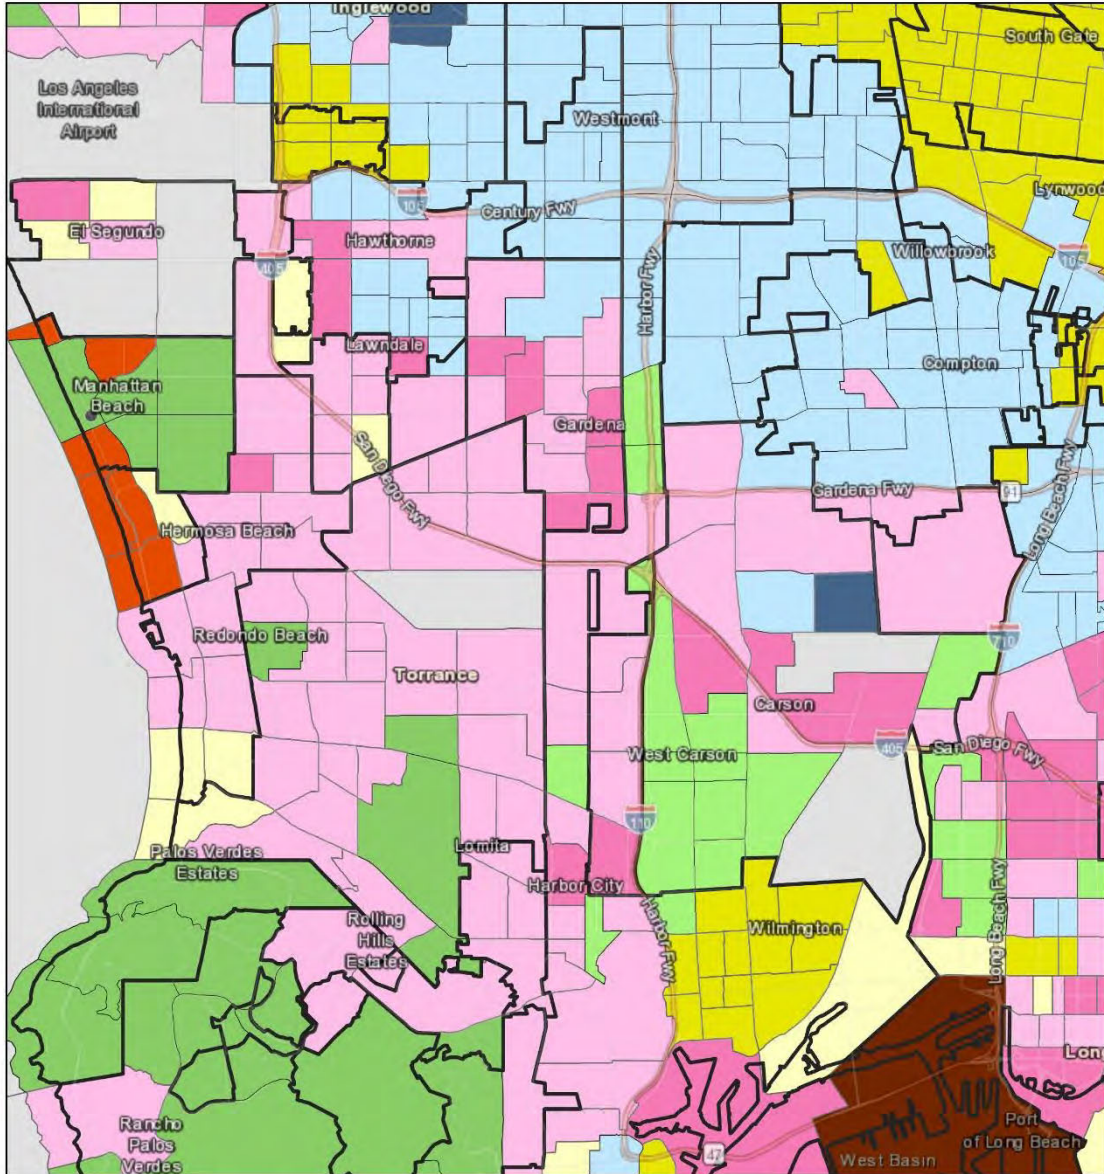 Inglewood
South Gate
Los Angeles
International
Airport
Westmont
Lynwood
105
Century Fwy
El Segundo
Hawthorne
405
Harbor Fwy
Willowbrook
105
Lawndale
Compton
Manhattan
Beach
Gardena
San Diego Fwy
Gardena Fwy
91
Long Beach Fwy
Hermosa Beach
Redondo Beach
710
Torrance
Carson
West Carson
405
San Diego Fwy
110
Lomita
Palos Verdes
Estates
Harbor City
Long Beach Fwy
Rolling
Hills
Estates
Harbor Fwy
Wilmington
Long
Rancho
Palos
Verdes
47
Port
of Long Beach
West Basin